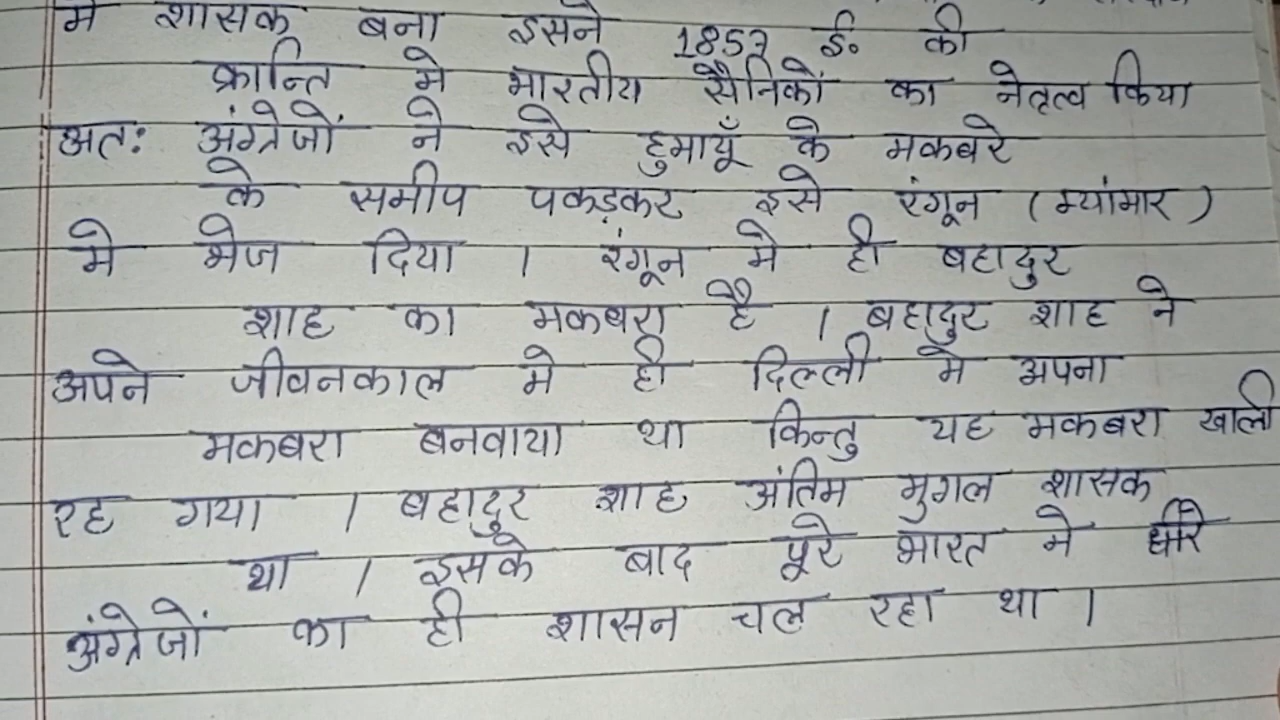 मे शासक बना इसने 1857 ई० की
क्रान्ति मे भारतीय सैनिकों का नेतृत्व किया
अतः अंग्रेजों ने इसे हुमायूँ के मकबरे
के समीप पकड़कर इसे रंगून (म्यांमार)
मे भेज दिया । रंगून मे ही बहादुर
शाह का मकबरा है । बहादुर शाह ने
अपने जीवनकाल मे ही दिल्ली मे अपना
मकबरा बनवाया था किन्तु यह मकबरा खाली
रह गया । बहादुर शाह अंतिम मुगल शासक
था । इसके बाद पूरे भारत मे धीरे
अंग्रेजों का ही शासन चल रहा था ।